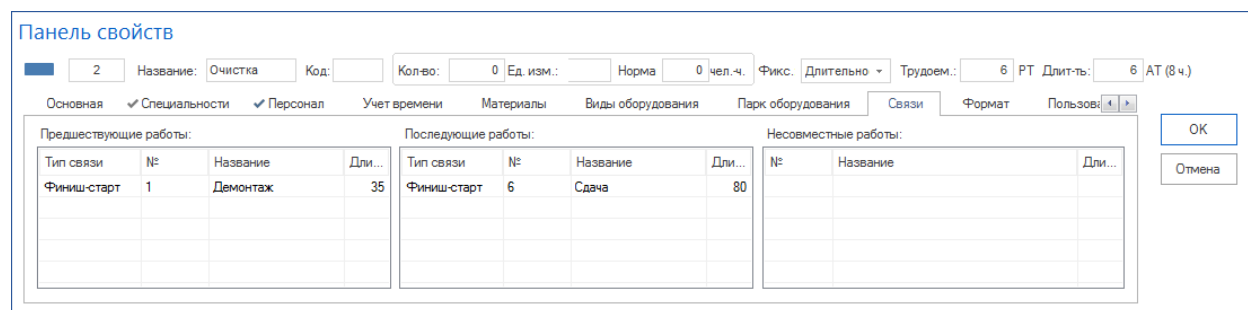 Панель свойств
2 Название: Очистка Код: Кол-во: 0 Ед. изм.: Норма 0 чел.-ч. Фикс. Длительно Трудоем.: 6 РТ Длит-ть: 6 АТ (8 ч.)
Основная Специальности Персонал Учет времени Материалы Виды оборудования Парк оборудования Связи Формат Пользова
Предшествующие работы: Последующие работы: Несовместные работы:
Тип связи № Название Дли... Тип связи № Название Дли... № Название Дли...
Финиш-старт 1 Демонтаж 35 Финиш-старт 6 Сдача 80
ОК
Отмена